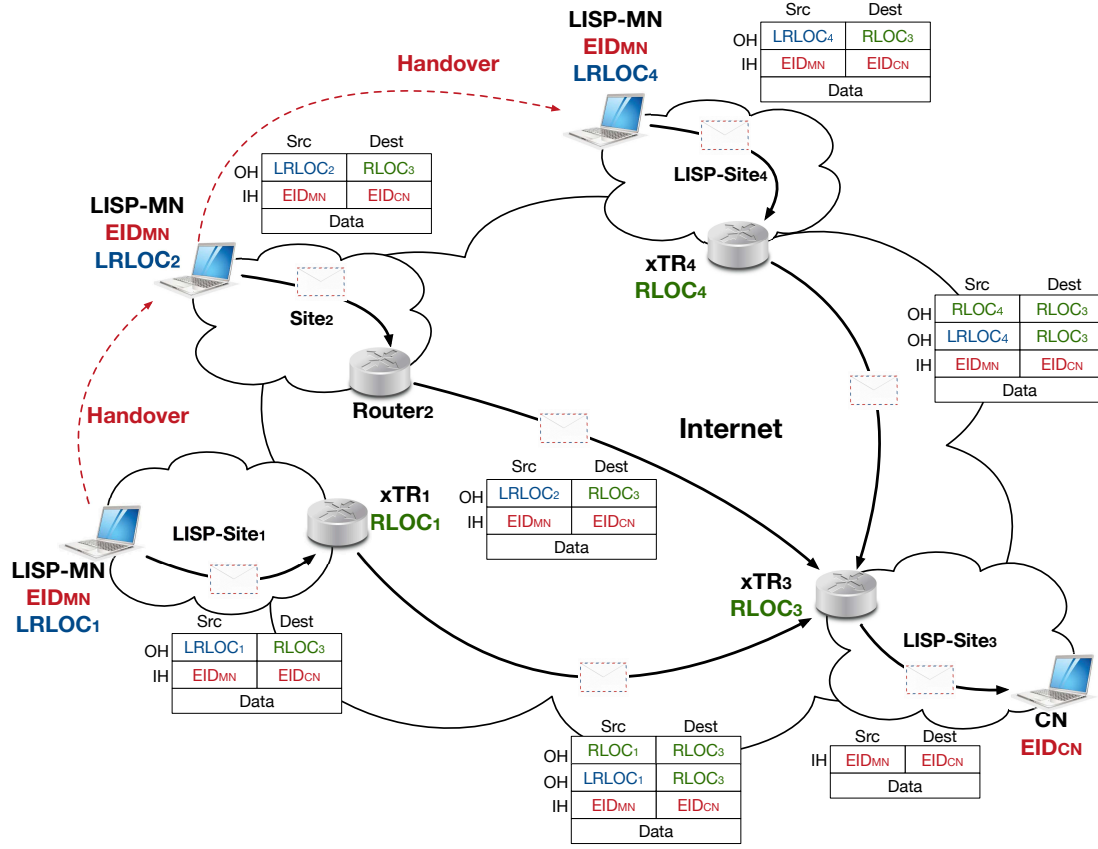 LISP-MN
EIDMN
LRLOC4
Src Dest
OH LRLOC4 RLOC3
IH EIDMN EIDCN
Data
Handover
LISP-Site4
Src Dest
OH LRLOC2 RLOC3
IH EIDMN EIDCN
Data
LISP-MN
EIDMN
LRLOC2
Site2
Router2
xTR4
RLOC4
Src Dest
OH RLOC4 RLOC3
OH LRLOC4 RLOC3
IH EIDMN EIDCN
Data
Handover
Internet
Src Dest
OH LRLOC2 RLOC3
IH EIDMN EIDCN
Data
xTR1
RLOC1
LISP-Site1
LISP-MN
EIDMN
LRLOC1
Src Dest
OH LRLOC1 RLOC3
IH EIDMN EIDCN
Data
xTR3
RLOC3
LISP-Site3
CN
EIDCN
Src Dest
OH RLOC1 RLOC3
OH LRLOC1 RLOC3
IH EIDMN EIDCN
Data
Src Dest
IH EIDMN EIDCN
Data